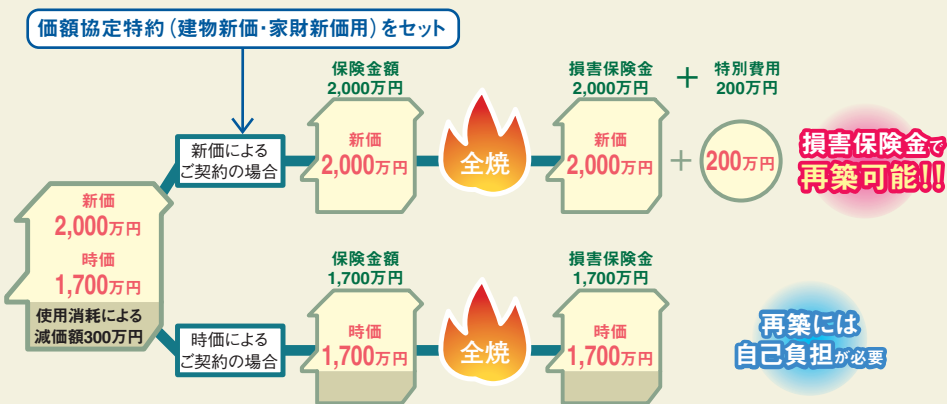 価額協定特約（建物新価・家財新価用）をセット
新価による
ご契約の場合
保険金額
2,000万円
新価
2,000万円
全焼
損害保険金
2,000万円
新価
2,000万円
+
特別費用
200万円
+
200万円
損害保険金で
再築可能!!
新価
2,000万円
時価
1,700万円
使用消耗による
減価額300万円
時価による
ご契約の場合
保険金額
1,700万円
時価
1,700万円
全焼
損害保険金
1,700万円
時価
1,700万円
再築には
自己負担が必要